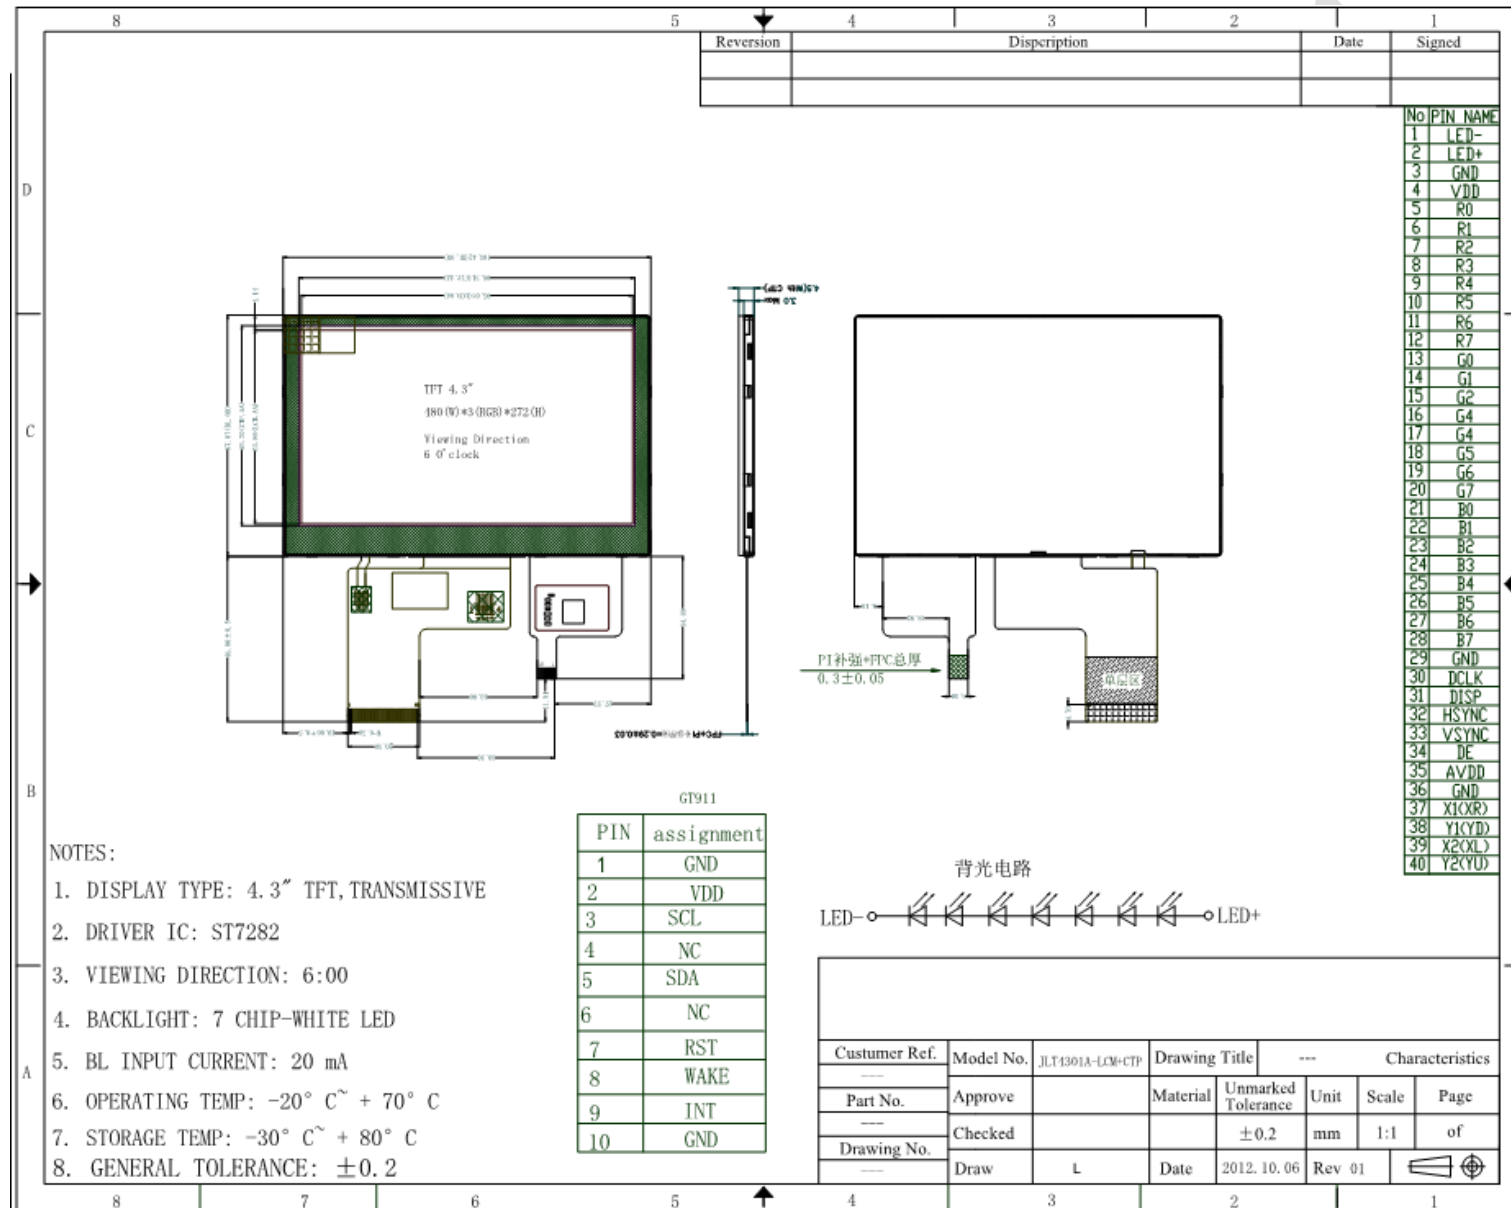 8 5 4 3 2 1
Reversion Dispcription Date Signed
No PIN NAME
1 LED-
2 LED+
3 GND
4 VDD
5 R0
6 R1
7 R2
8 R3
9 R4
10 R5
11 R6
12 R7
13 G0
14 G1
15 G2
16 G4
17 G4
18 G5
19 G6
20 G7
21 B0
22 B1
23 B2
24 B3
25 B4
26 B5
27 B6
28 B7
29 GND
30 DCLK
31 DISP
32 HSYNC
33 VSYNC
34 DE
35 AVDD
36 GND
37 X1(XR)
38 Y1(YD)
39 X2(XL)
40 Y2(YU)
D
C
B
A
4.5(With CTP)
3.0 Max
TFT 4.3"
480(W)*3(RGB)*272(H)
Viewing Direction
6 O'clock
PI补强+FPC总厚
0.3±0.05
单层区
GT911
PIN assignment
1 GND
2 VDD
3 SCL
4 NC
5 SDA
6 NC
7 RST
8 WAKE
9 INT
10 GND
NOTES:
1. DISPLAY TYPE: 4.3" TFT,TRANSMISSIVE
2. DRIVER IC: ST7282
3. VIEWING DIRECTION: 6:00
4. BACKLIGHT: 7 CHIP-WHITE LED
5. BL INPUT CURRENT: 20 mA
6. OPERATING TEMP: -20° C~ + 70° C
7. STORAGE TEMP: -30° C~ + 80° C
8. GENERAL TOLERANCE: ±0.2
背光电路
LED- LED+
Custumer Ref. Model No. JLT4301A-LCM+CTP Drawing Title --- Characteristics
---
Part No. Approve Material Unmarked Tolerance Unit Scale Page
---
Checked ±0.2 mm 1:1 of
Drawing No.
--- Draw L Date 2012.10.06 Rev 01
8 7 6 5 4 3 2 1